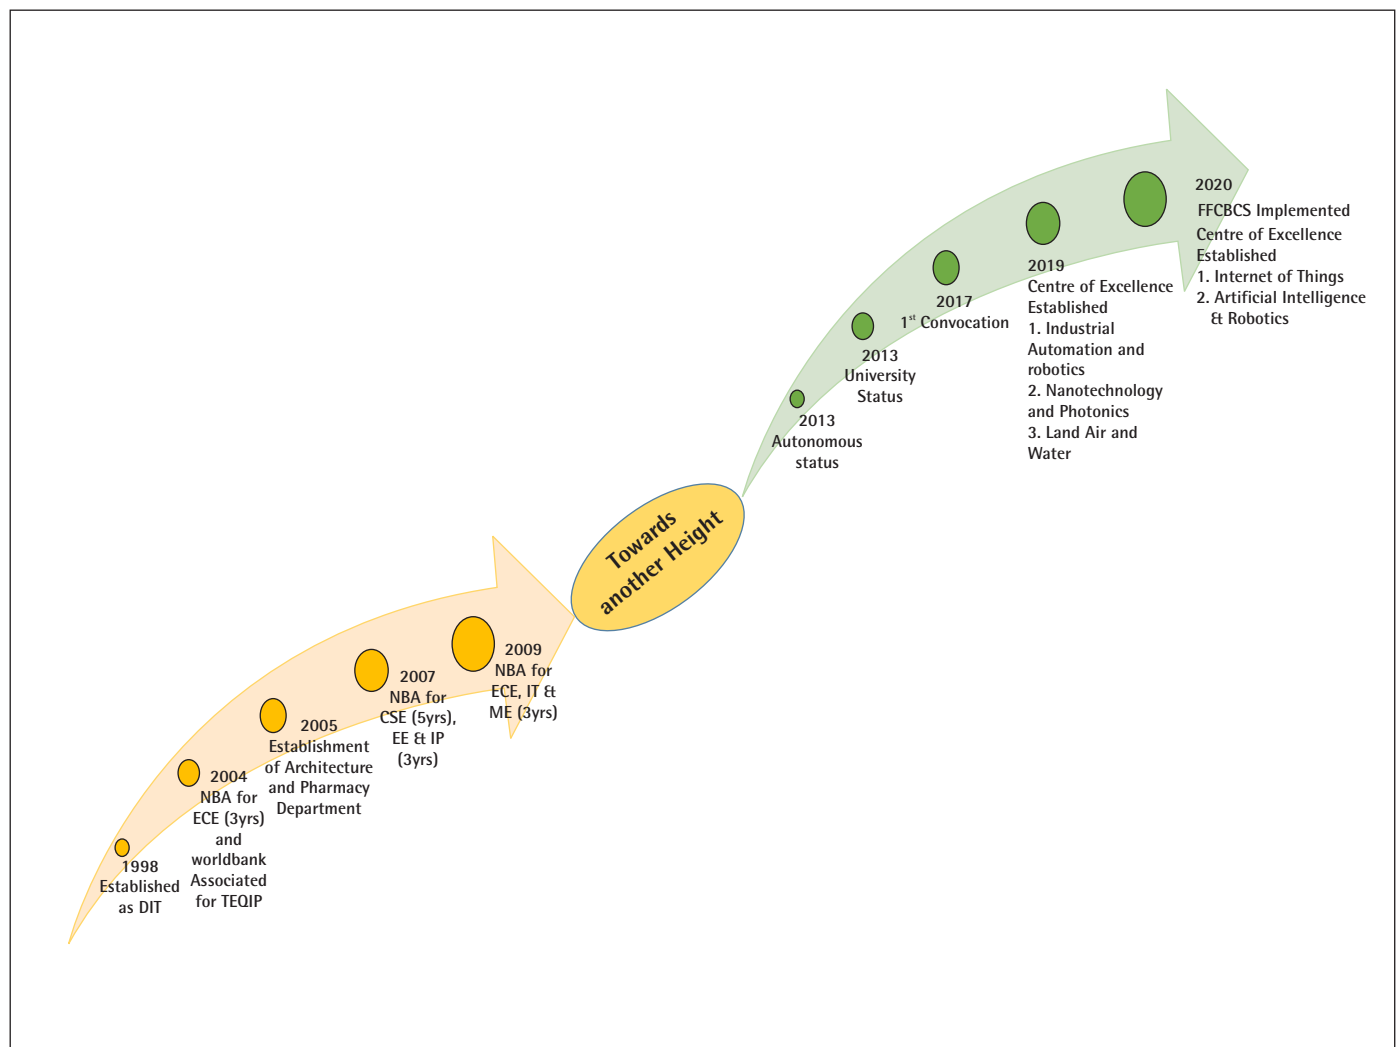 1998
Established
as DIT
2004
NBA for
ECE (3yrs)
and
worldbank
Associated
for TEQIP
2005
Establishment
of Architecture
and Pharmacy
Department
2007
NBA for
CSE (5yrs),
EE & IP
(3yrs)
2009
NBA for
ECE, IT &
ME (3yrs)
Towards
another Height
2013
Autonomous
status
2013
University
Status
2017
1st Convocation
2019
Centre of Excellence
Established
1. Industrial
Automation and
robotics
2. Nanotechnology
and Photonics
3. Land Air and
Water
2020
FFCBCS Implemented
Centre of Excellence
Established
1. Internet of Things
2. Artificial Intelligence
& Robotics